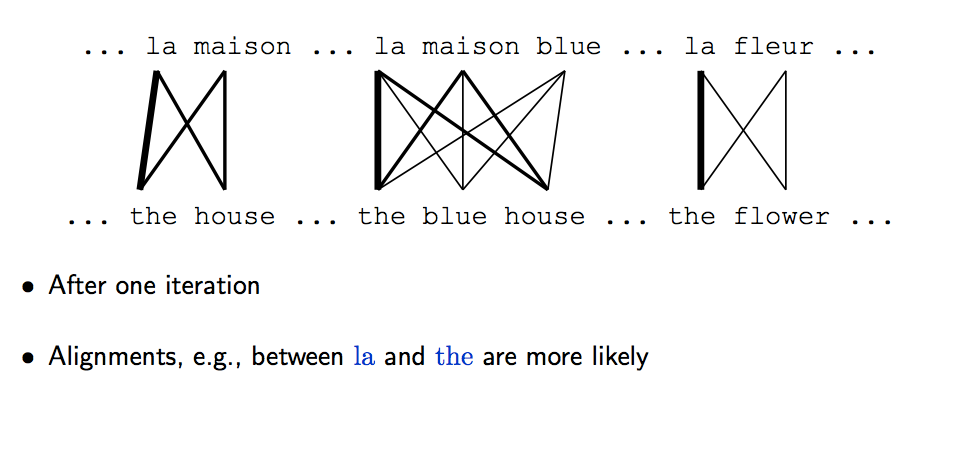 ... la maison ... la maison blue ... la fleur ...
... the house ... the blue house ... the flower ...
● After one iteration
● Alignments, e.g., between la and the are more likely